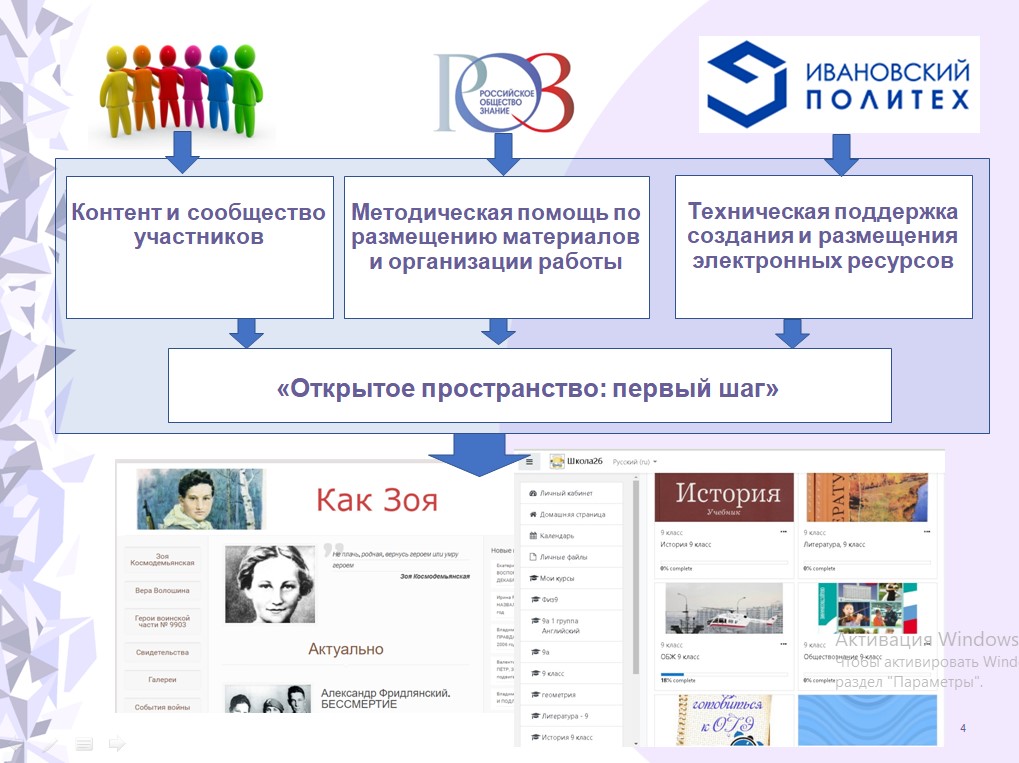 РОЗ
РОССИЙСКОЕ
ОБЩЕСТВО
ЗНАНИЕ
ИВАНОВСКИЙ
ПОЛИТЕХ
Контент и сообщество
участников
Методическая помощь по
размещению материалов
и организации работы
Техническая поддержка
создания и размещения
электронных ресурсов
«Открытое пространство: первый шаг»
Как Зоя
Зоя
Космодемьянская
Вера Волошина
Герои воинской
части № 9903
Свидетельства
Галереи
События войны
Не плачь, родная, вернусь героем или умру
героем
Зоя Космодемьянская
Актуально
Александр Фридлянский.
БЕССМЕРТИЕ
Новые
Школа26
Русский (ru)
Личный кабинет
Домашняя страница
Календарь
Личные файлы
Мои курсы
Физ9
9а 1 группа
Английский
9а
9 класс
геометрия
Литература - 9
История 9 класс
История
Учебник
9 класс
История 9 класс
0% complete
9 класс
Литература, 9 класс
0% complete
9 класс
ОБЖ 9 класс
18% complete
9 класс
Обществознание 9 класс
0% complete
готовиться
к ОГЭ
Активация Windows
Чтобы активировать Wind
раздел "Параметры".
4